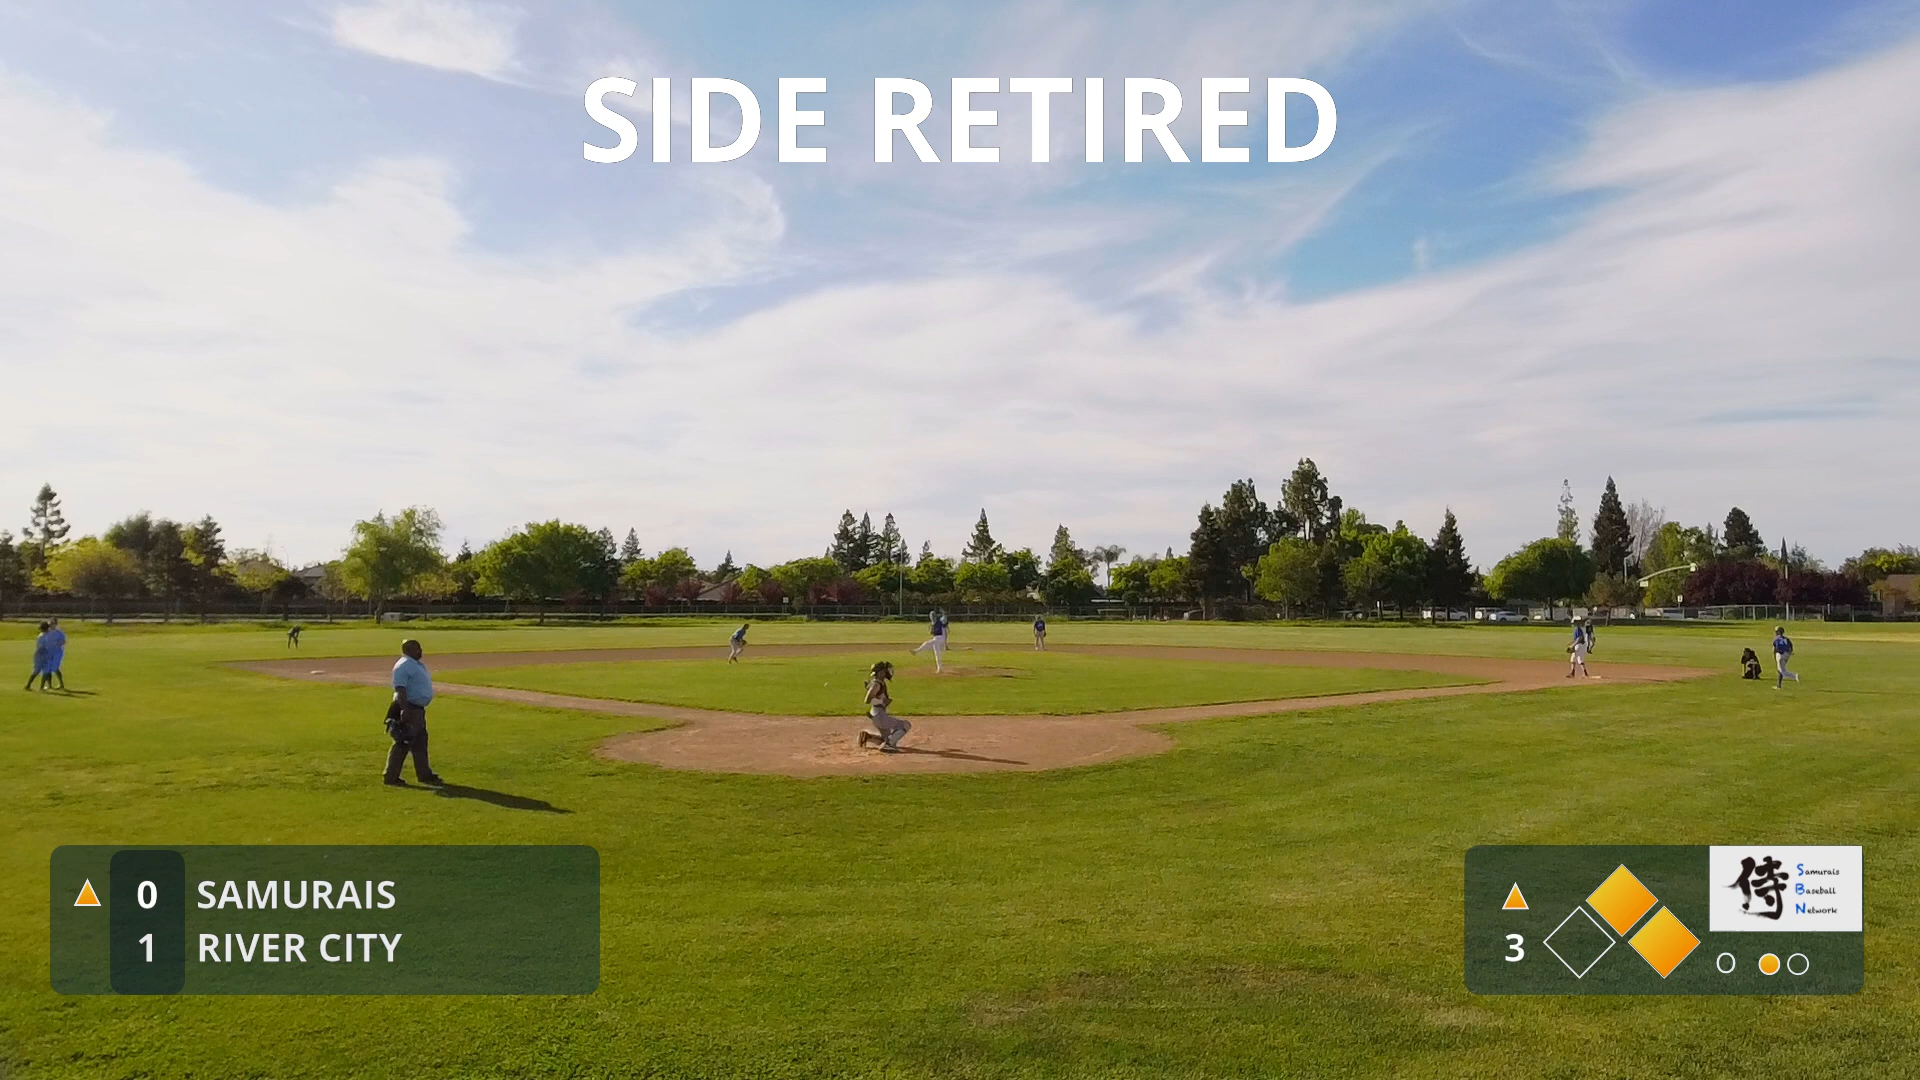 SIDE RETIRED
0 SAMURAIS
1 RIVER CITY
3
侍
Samurais
Baseball
Network
O